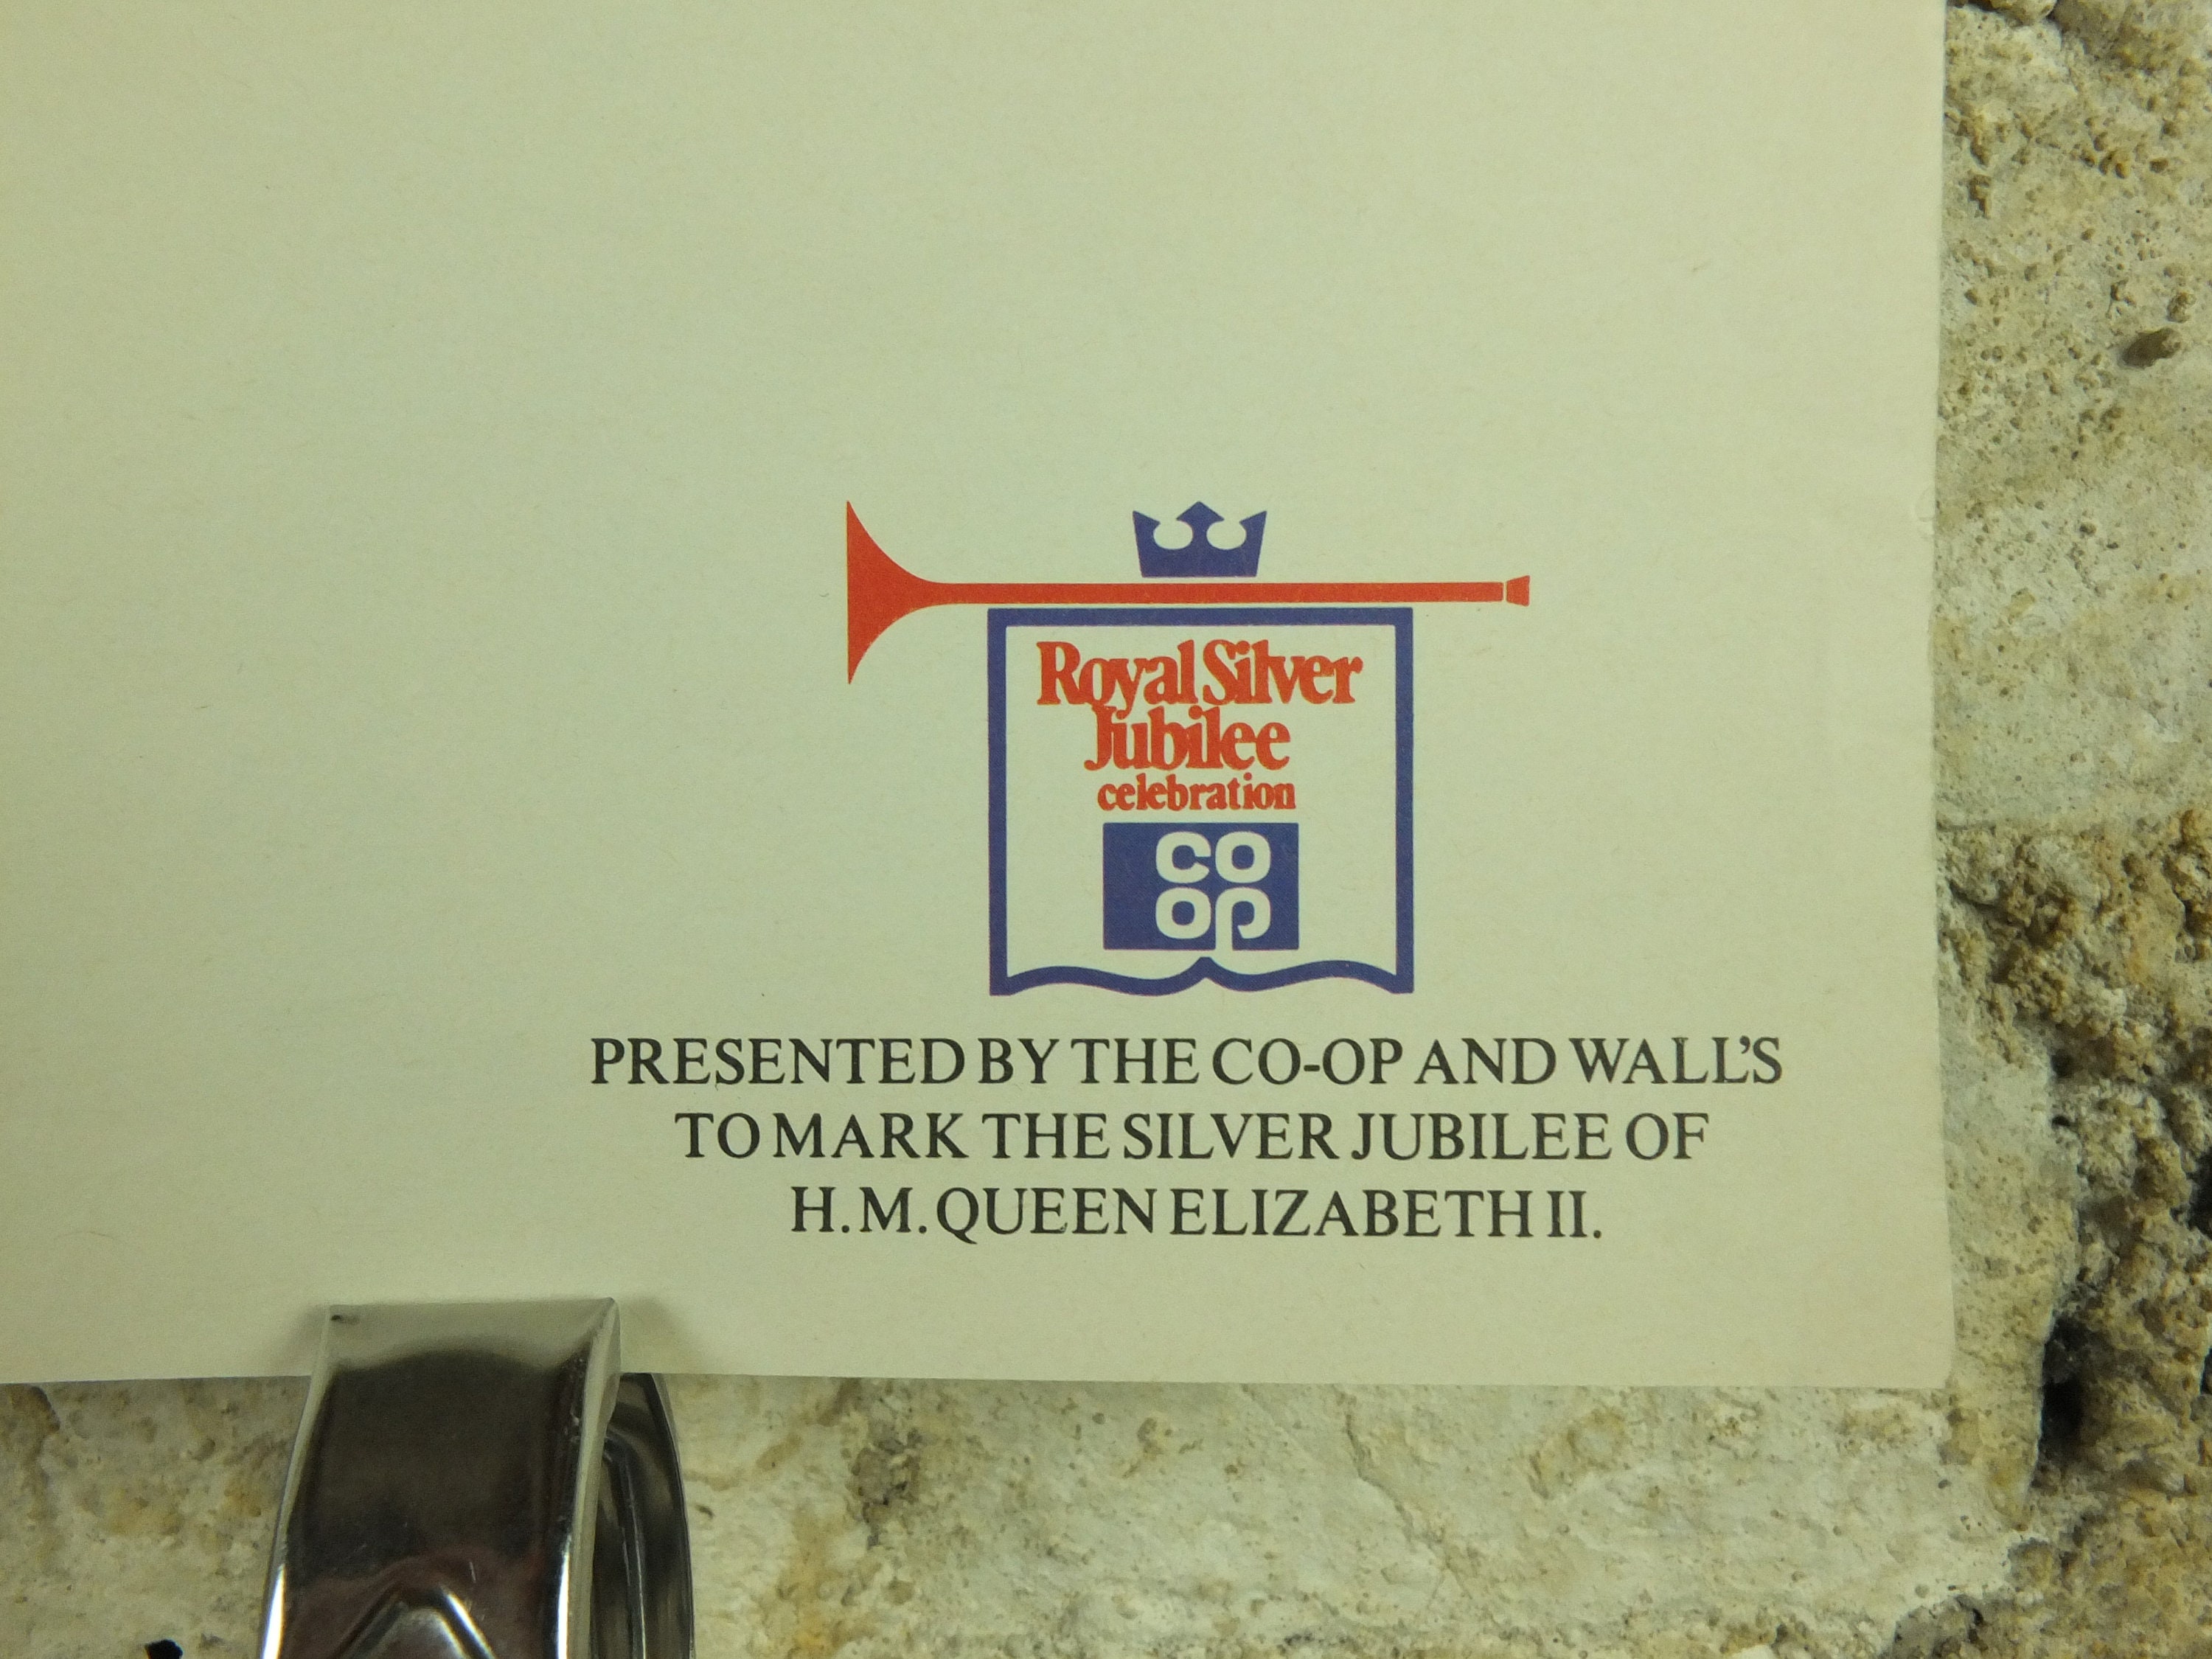 Royal Silver
Jubilee
celebration
CO
OP
PRESENTED BY THE CO-OP AND WALL'S
TO MARK THE SILVER JUBILEE OF
H.M. QUEEN ELIZABETH II.